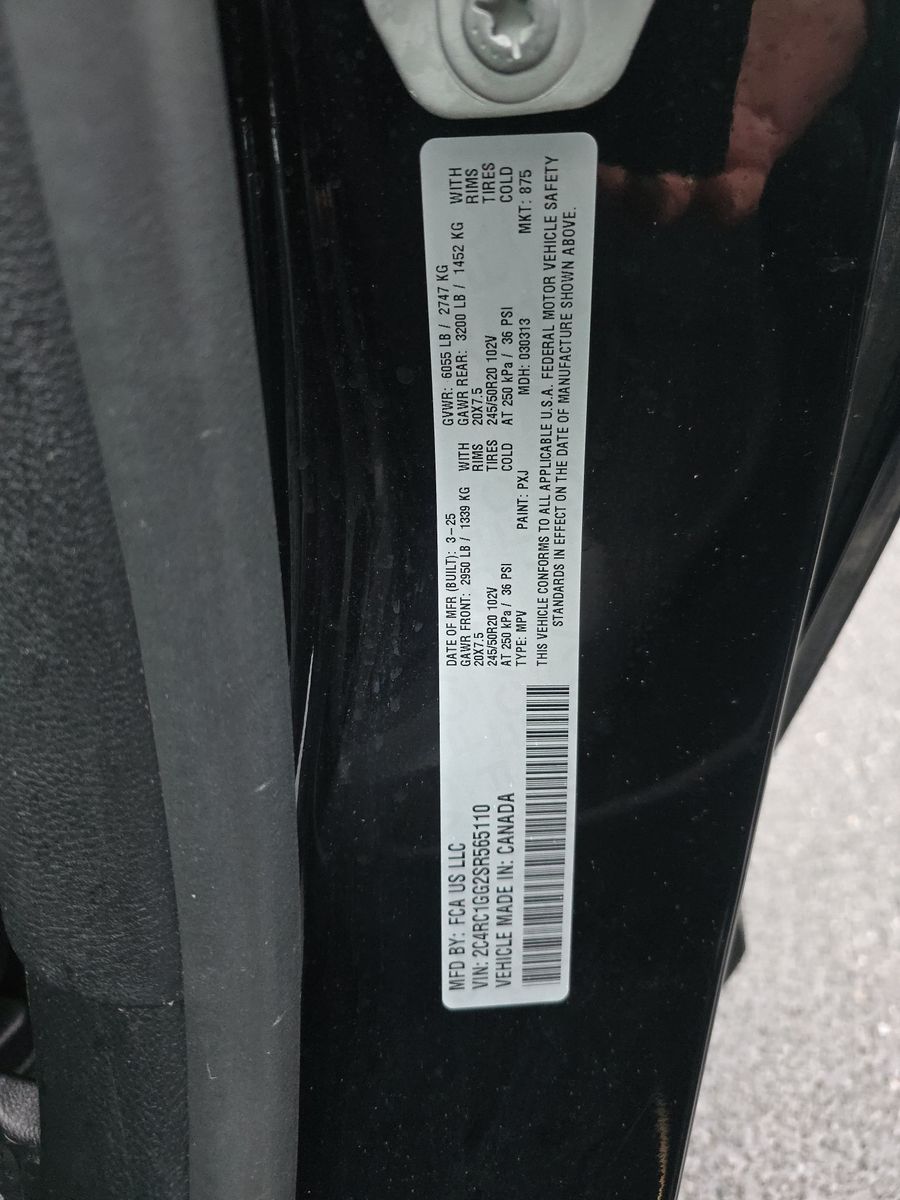 MFD BY: FCA US LLC
VIN: 2C4RC1GG2SR565110
VEHICLE MADE IN: CANADA
DATE OF MFR (BUILT): 3-25 GVWR: 6055 LB / 2747 KG
GAWR FRONT: 2950 LB / 1339 KG WITH GAWR REAR: 3200 LB / 1452 KG WITH
20X7.5 RIMS 20X7.5 RIMS
245/50R20 102V TIRES 245/50R20 102V TIRES
AT 250 kPa / 36 PSI COLD AT 250 kPa / 36 PSI COLD
TYPE: MPV PAINT: PXJ MDH: 030313 MKT: 875
THIS VEHICLE CONFORMS TO ALL APPLICABLE U.S.A. FEDERAL MOTOR VEHICLE SAFETY
STANDARDS IN EFFECT ON THE DATE OF MANUFACTURE SHOWN ABOVE.